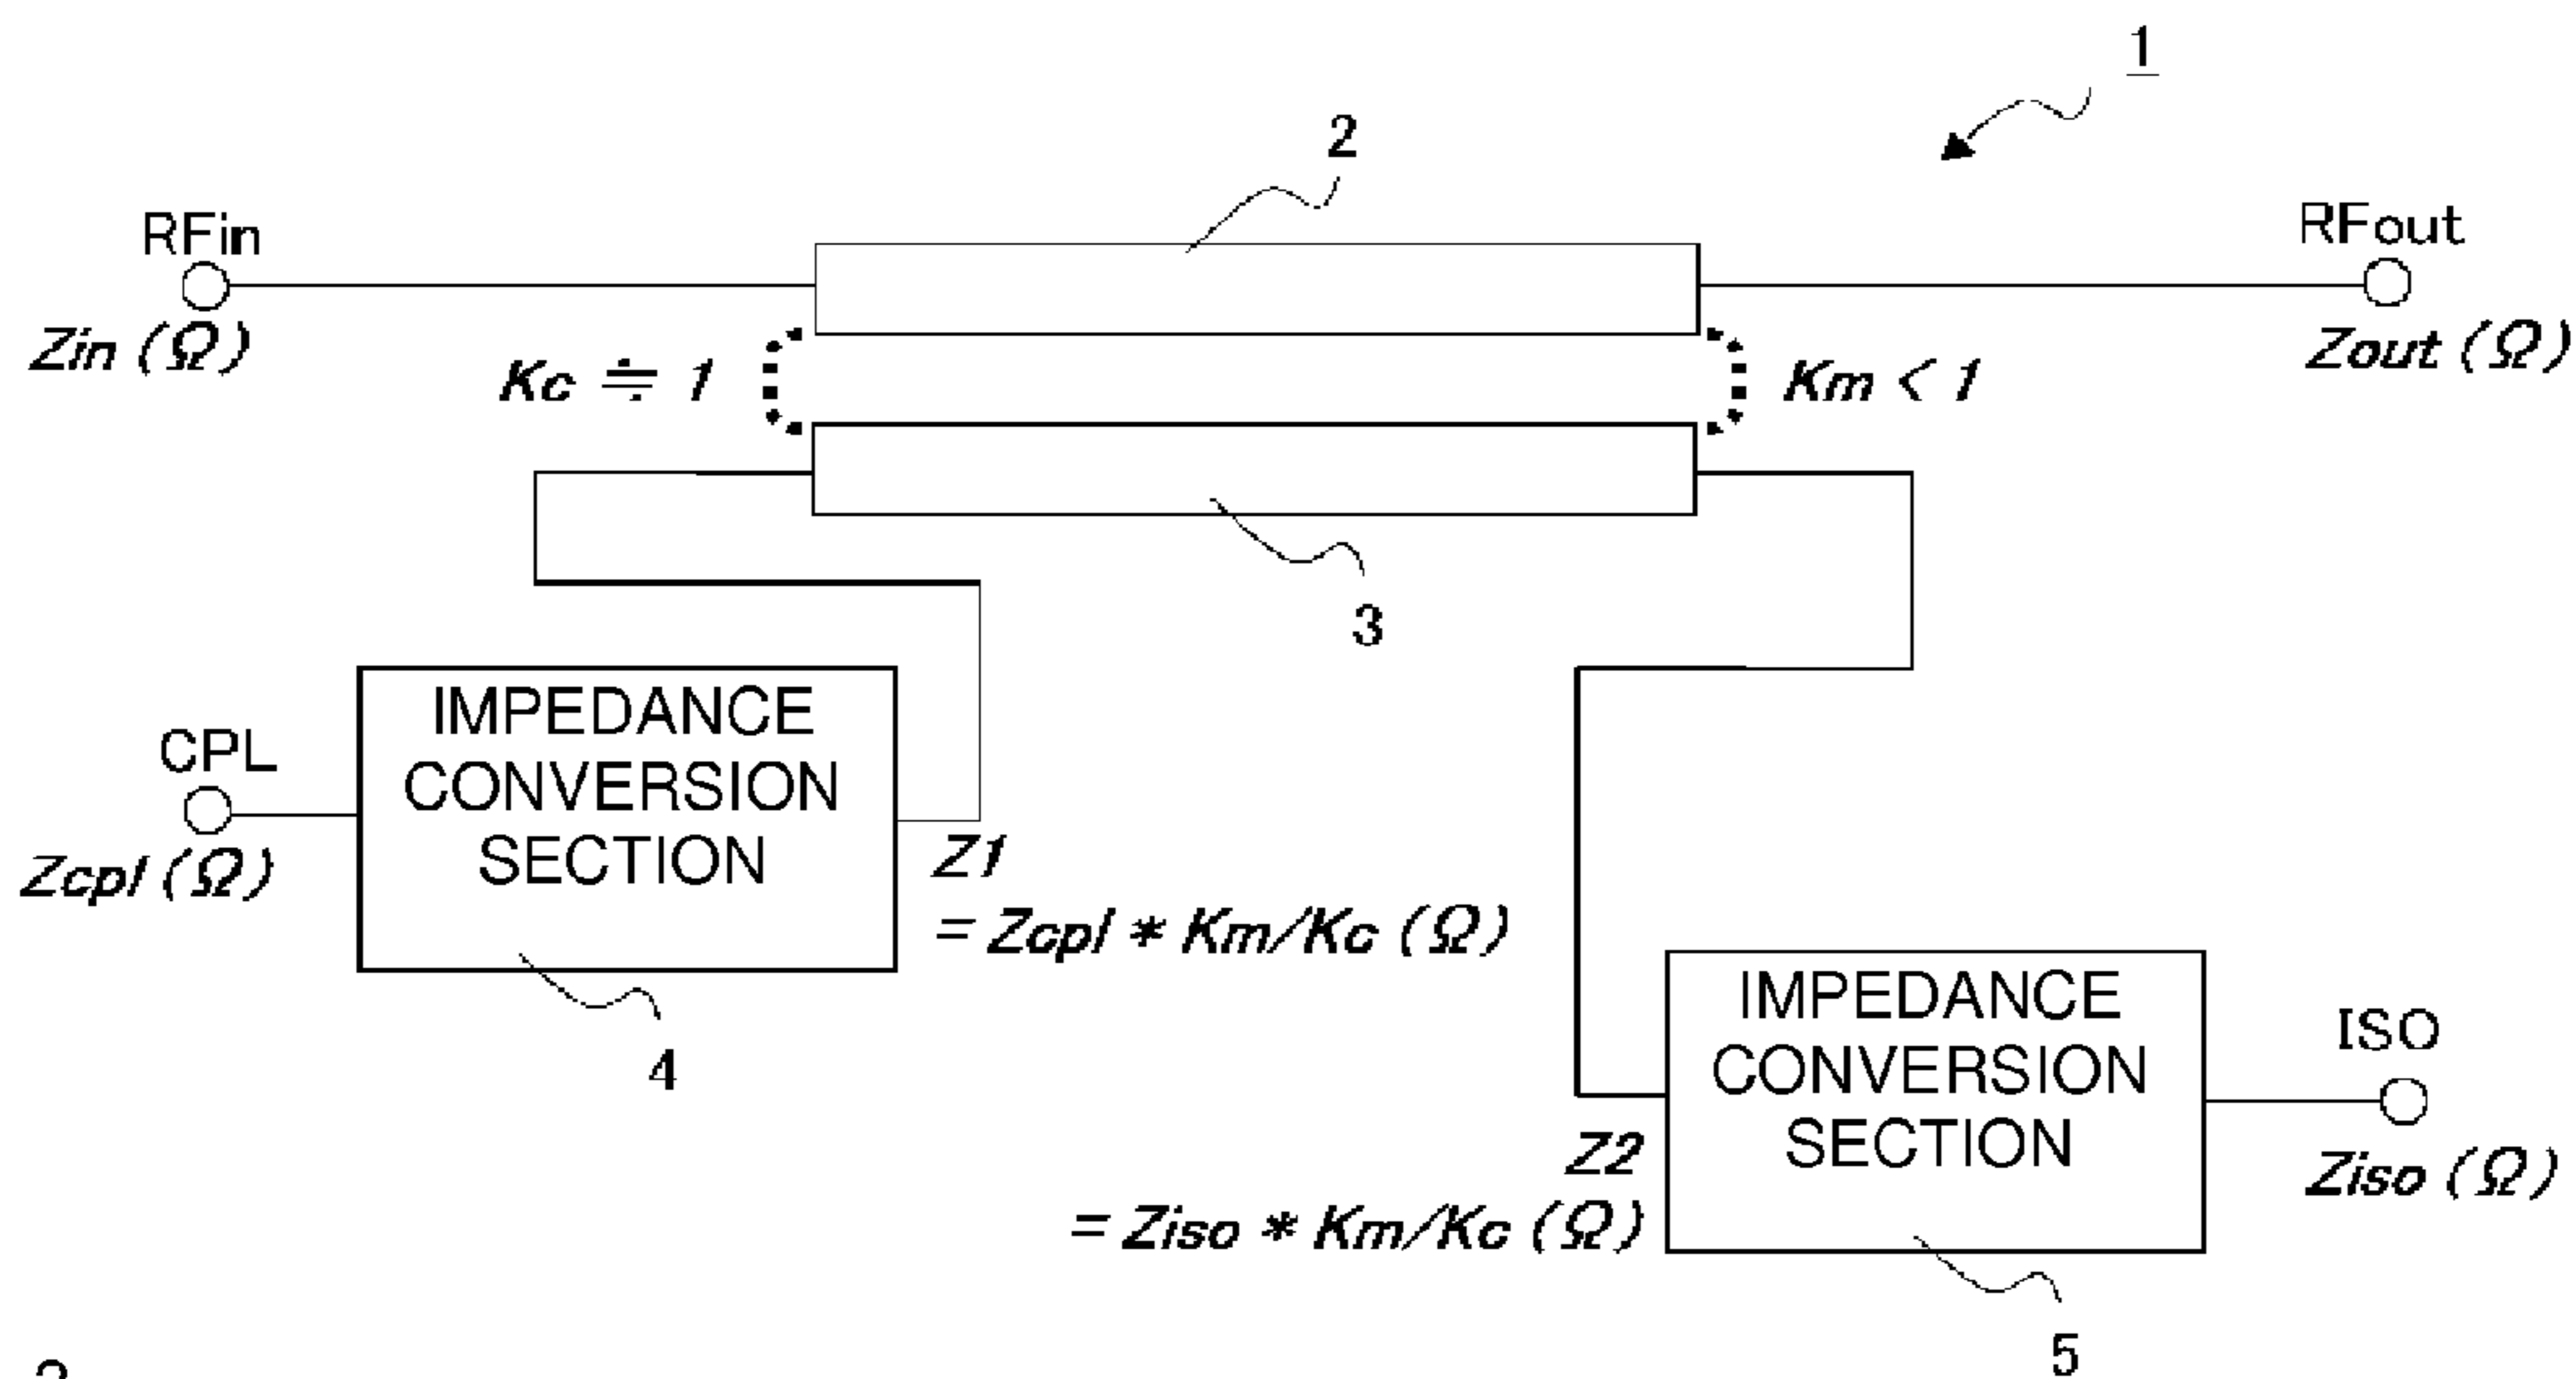 1
2
RFin
RFout
Zin (Ω)
Zout (Ω)
Kc ≒ 1
Km < 1
3
IMPEDANCE
CONVERSION
SECTION
CPL
Zcpl (Ω)
Z1
= Zcpl * Km/Kc (Ω)
4
IMPEDANCE
CONVERSION
SECTION
ISO
Ziso (Ω)
Z2
= Ziso * Km/Kc (Ω)
5